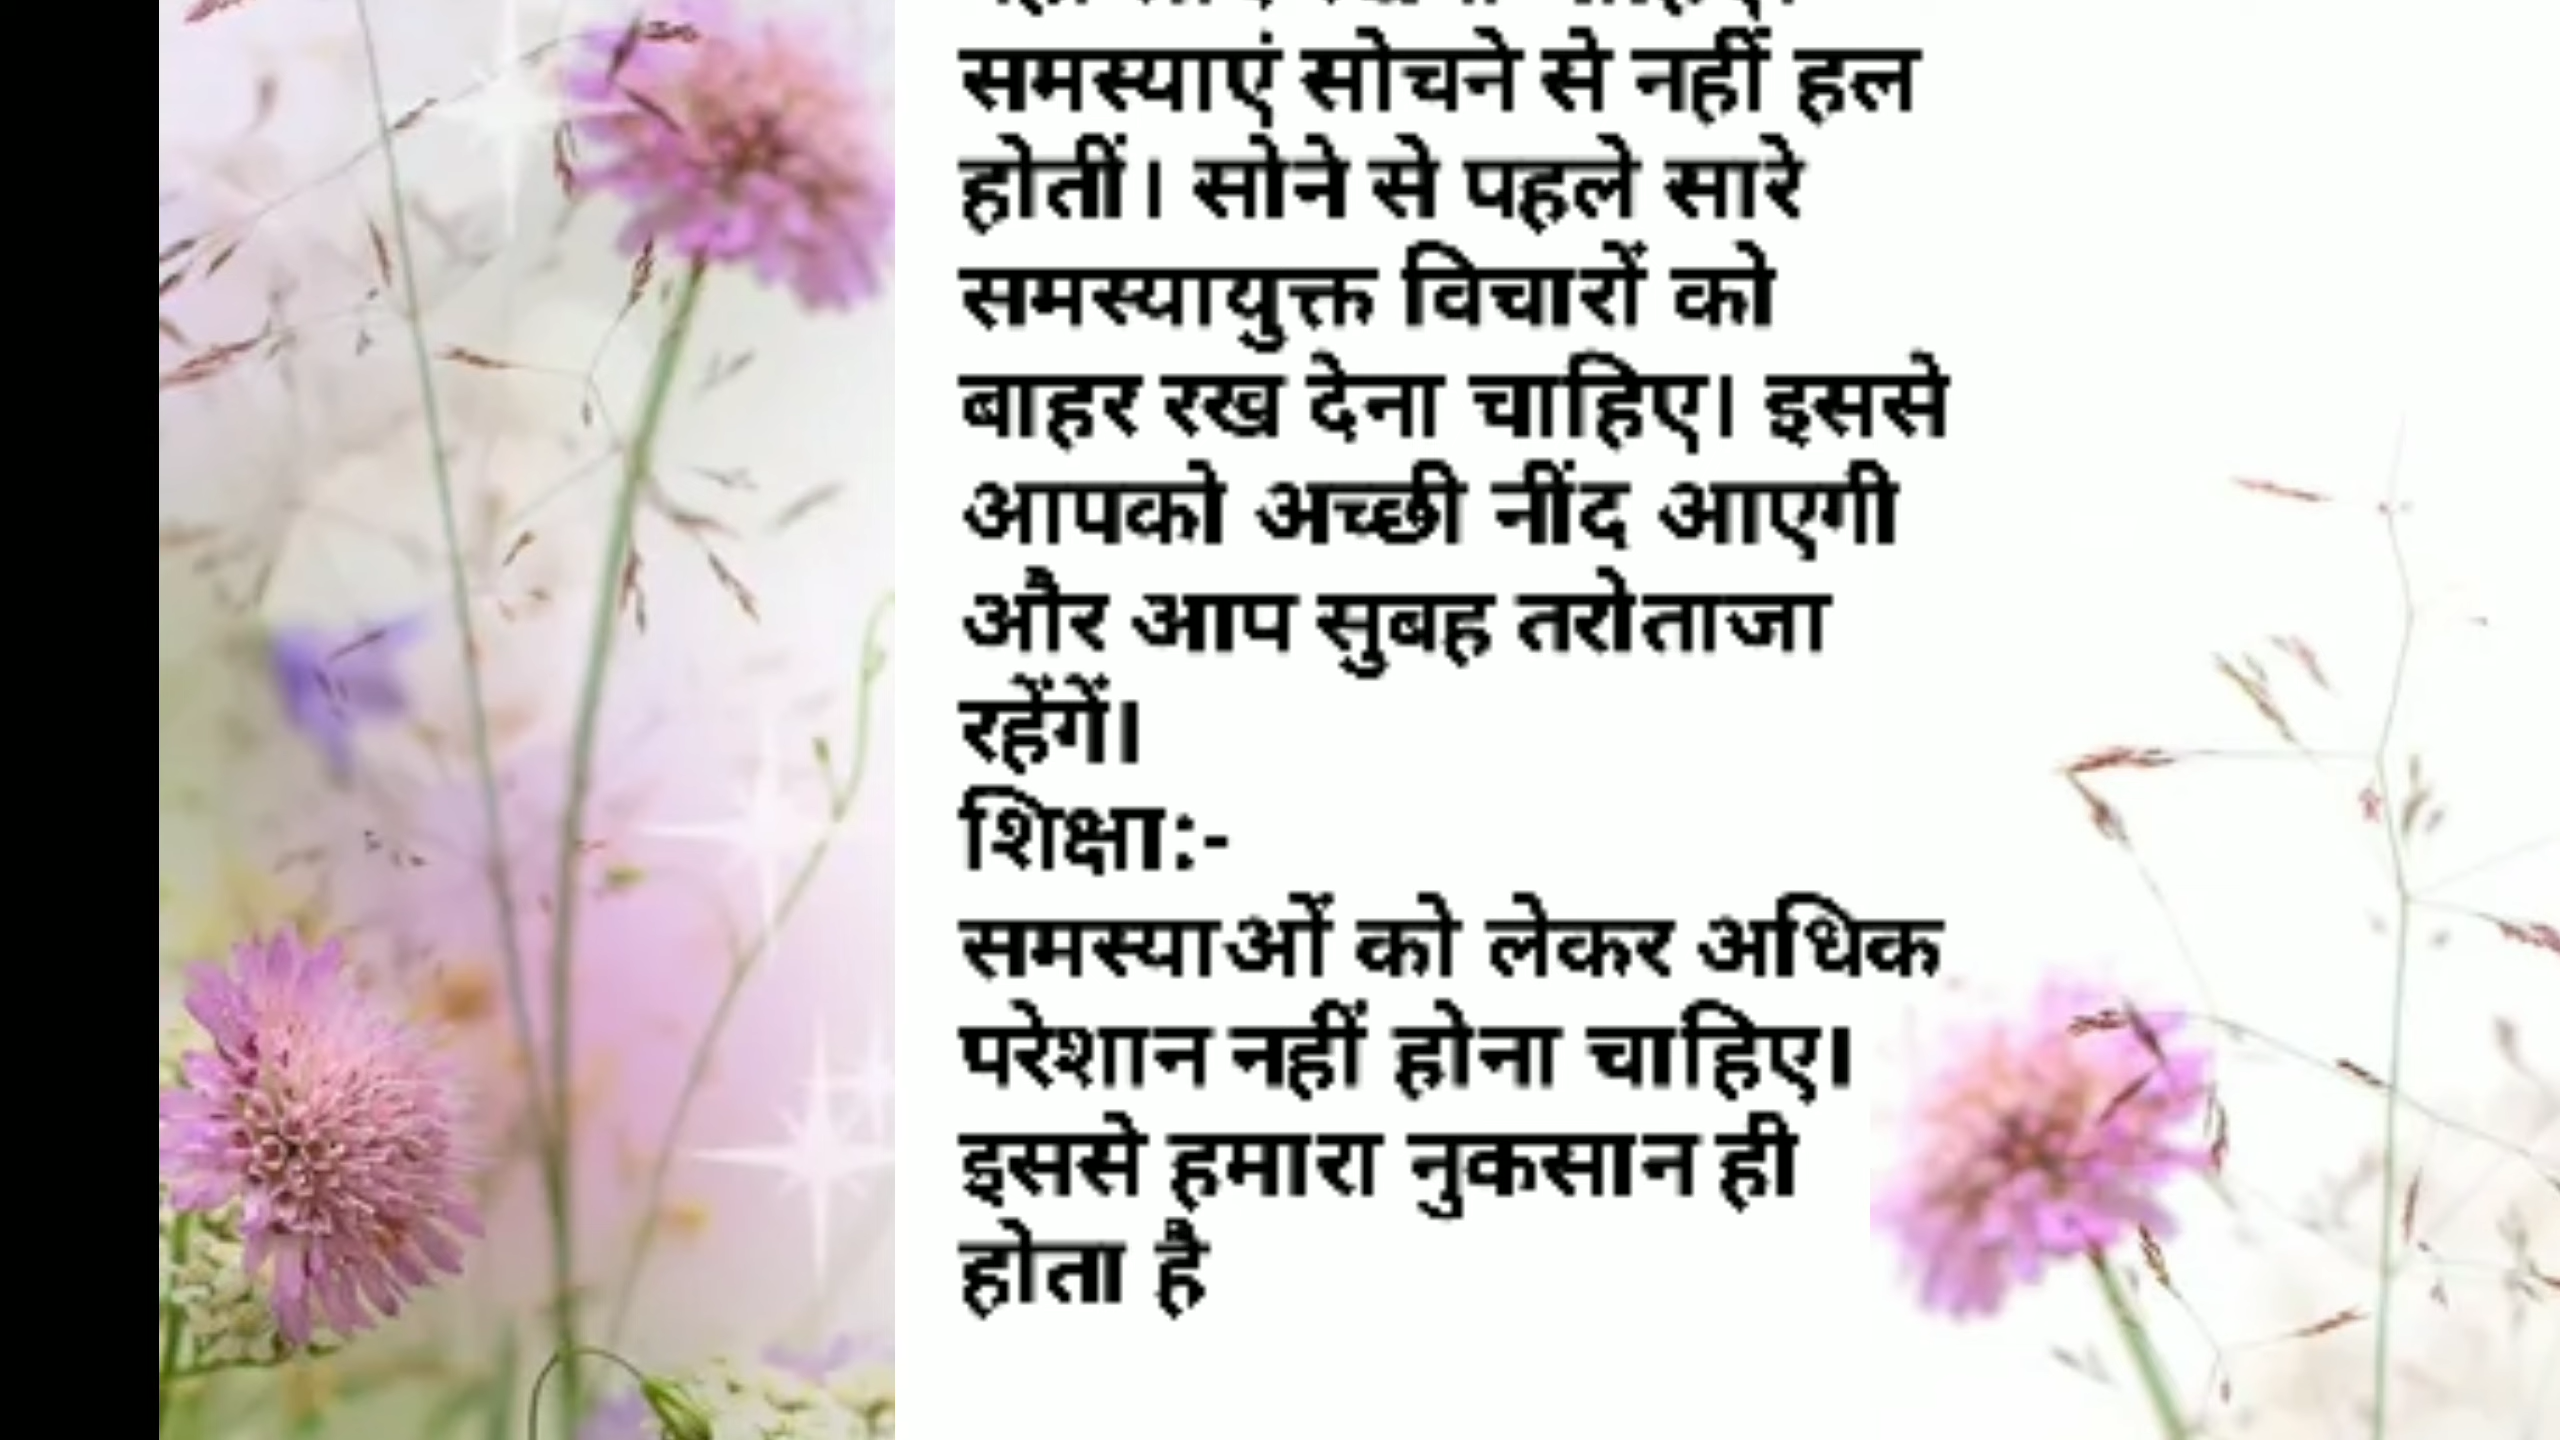 समस्याएं सोचने से नहीं हल
होतीं। सोने से पहले सारे
समस्यायुक्त विचारों को
बाहर रख देना चाहिए। इससे
आपको अच्छी नींद आएगी
और आप सुबह तरोताजा
रहेंगें।
शिक्षा:-
समस्याओं को लेकर अधिक
परेशान नहीं होना चाहिए।
इससे हमारा नुकसान ही
होता है